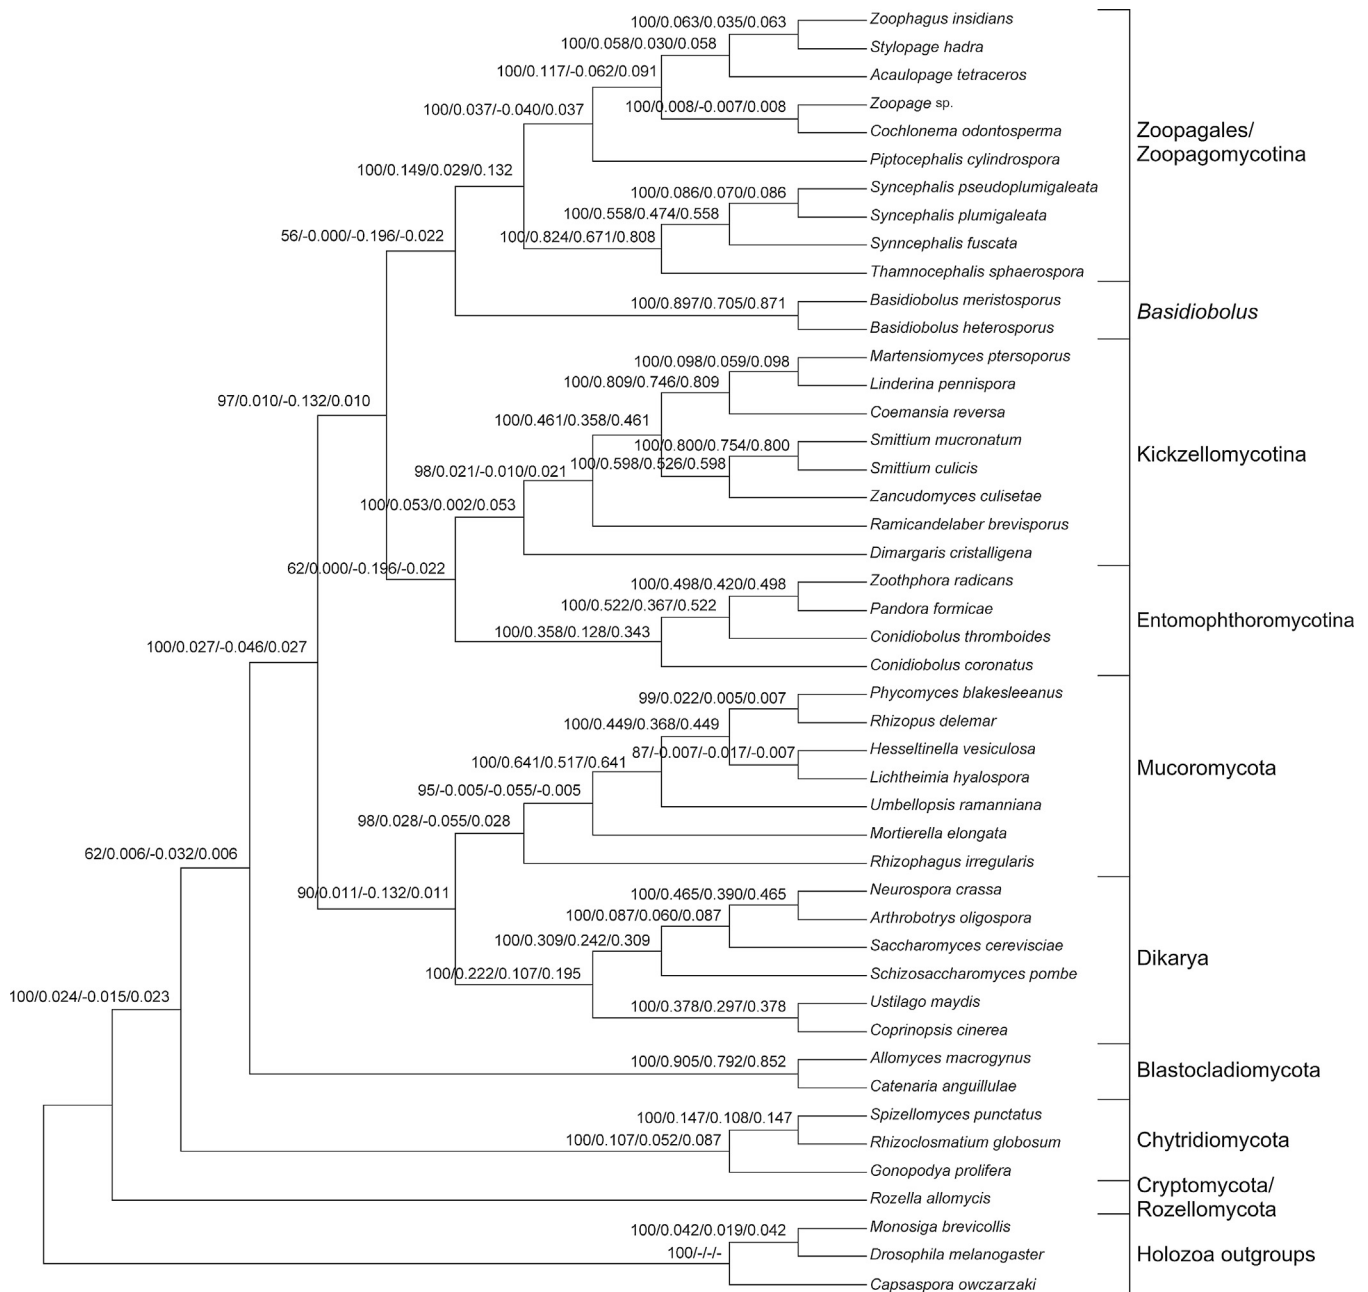 100/0.063/0.035/0.063
Zoophagus insidians
100/0.058/0.030/0.058
Stylopage hadra
100/0.117/-0.062/0.091
Acaulopage tetraceros
100/0.037/-0.040/0.037
100/0.008/-0.007/0.008
Zoopage sp.
Cochlonema odontosperma
Zoopagales/
Zoopagomycotina
100/0.149/0.029/0.132
Piptocephalis cylindrospora
100/0.086/0.070/0.086
Syncephalis pseudoplumigaleata
100/0.558/0.474/0.558
Syncephalis plumigaleata
56/-0.000/-0.196/-0.022
100/0.824/0.671/0.808
Synncephalis fuscata
Thamnocephalis sphaerospora
100/0.897/0.705/0.871
Basidiobolus meristosporus
Basidiobolus
Basidiobolus heterosporus
100/0.098/0.059/0.098
Martensiomyces ptersoporus
100/0.809/0.746/0.809
Linderina pennispora
97/0.010/-0.132/0.010
100/0.461/0.358/0.461
Coemansia reversa
100/0.800/0.754/0.800
Smittium mucronatum
Kickzellomycotina
98/0.021/-0.010/0.021
100/0.598/0.526/0.598
Smittium culicis
Zancudomyces culisetae
100/0.053/0.002/0.053
Ramicandelaber brevisporus
Dimargaris cristalligena
62/0.000/-0.196/-0.022
100/0.498/0.420/0.498
Zoothphora radicans
100/0.522/0.367/0.522
Pandora formicae
Entomophthoromycotina
100/0.358/0.128/0.343
Conidiobolus thromboides
100/0.027/-0.046/0.027
Conidiobolus coronatus
99/0.022/0.005/0.007
Phycomyces blakesleeanus
100/0.449/0.368/0.449
Rhizopus delemar
87/-0.007/-0.017/-0.007
Hesseltinella vesiculosa
100/0.641/0.517/0.641
Lichtheimia hyalospora
Mucoromycota
95/-0.005/-0.055/-0.005
Umbellopsis ramanniana
98/0.028/-0.055/0.028
Mortierella elongata
62/0.006/-0.032/0.006
Rhizophagus irregularis
90/0.011/-0.132/0.011
100/0.465/0.390/0.465
Neurospora crassa
100/0.087/0.060/0.087
Arthrobotrys oligospora
100/0.309/0.242/0.309
Saccharomyces cerevisciae
Dikarya
100/0.222/0.107/0.195
Schizosaccharomyces pombe
100/0.024/-0.015/0.023
100/0.378/0.297/0.378
Ustilago maydis
Coprinopsis cinerea
100/0.905/0.792/0.852
Allomyces macrogynus
Blastocladiomycota
Catenaria anguillulae
100/0.147/0.108/0.147
Spizellomyces punctatus
100/0.107/0.052/0.087
Rhizoclosmatium globosum
Chytridiomycota
Gonopodya prolifera
Rozella allomycis
Cryptomycota/
Rozellomycota
100/0.042/0.019/0.042
Monosiga brevicollis
100/-/-/-
Drosophila melanogaster
Holozoa outgroups
Capsaspora owczarzaki